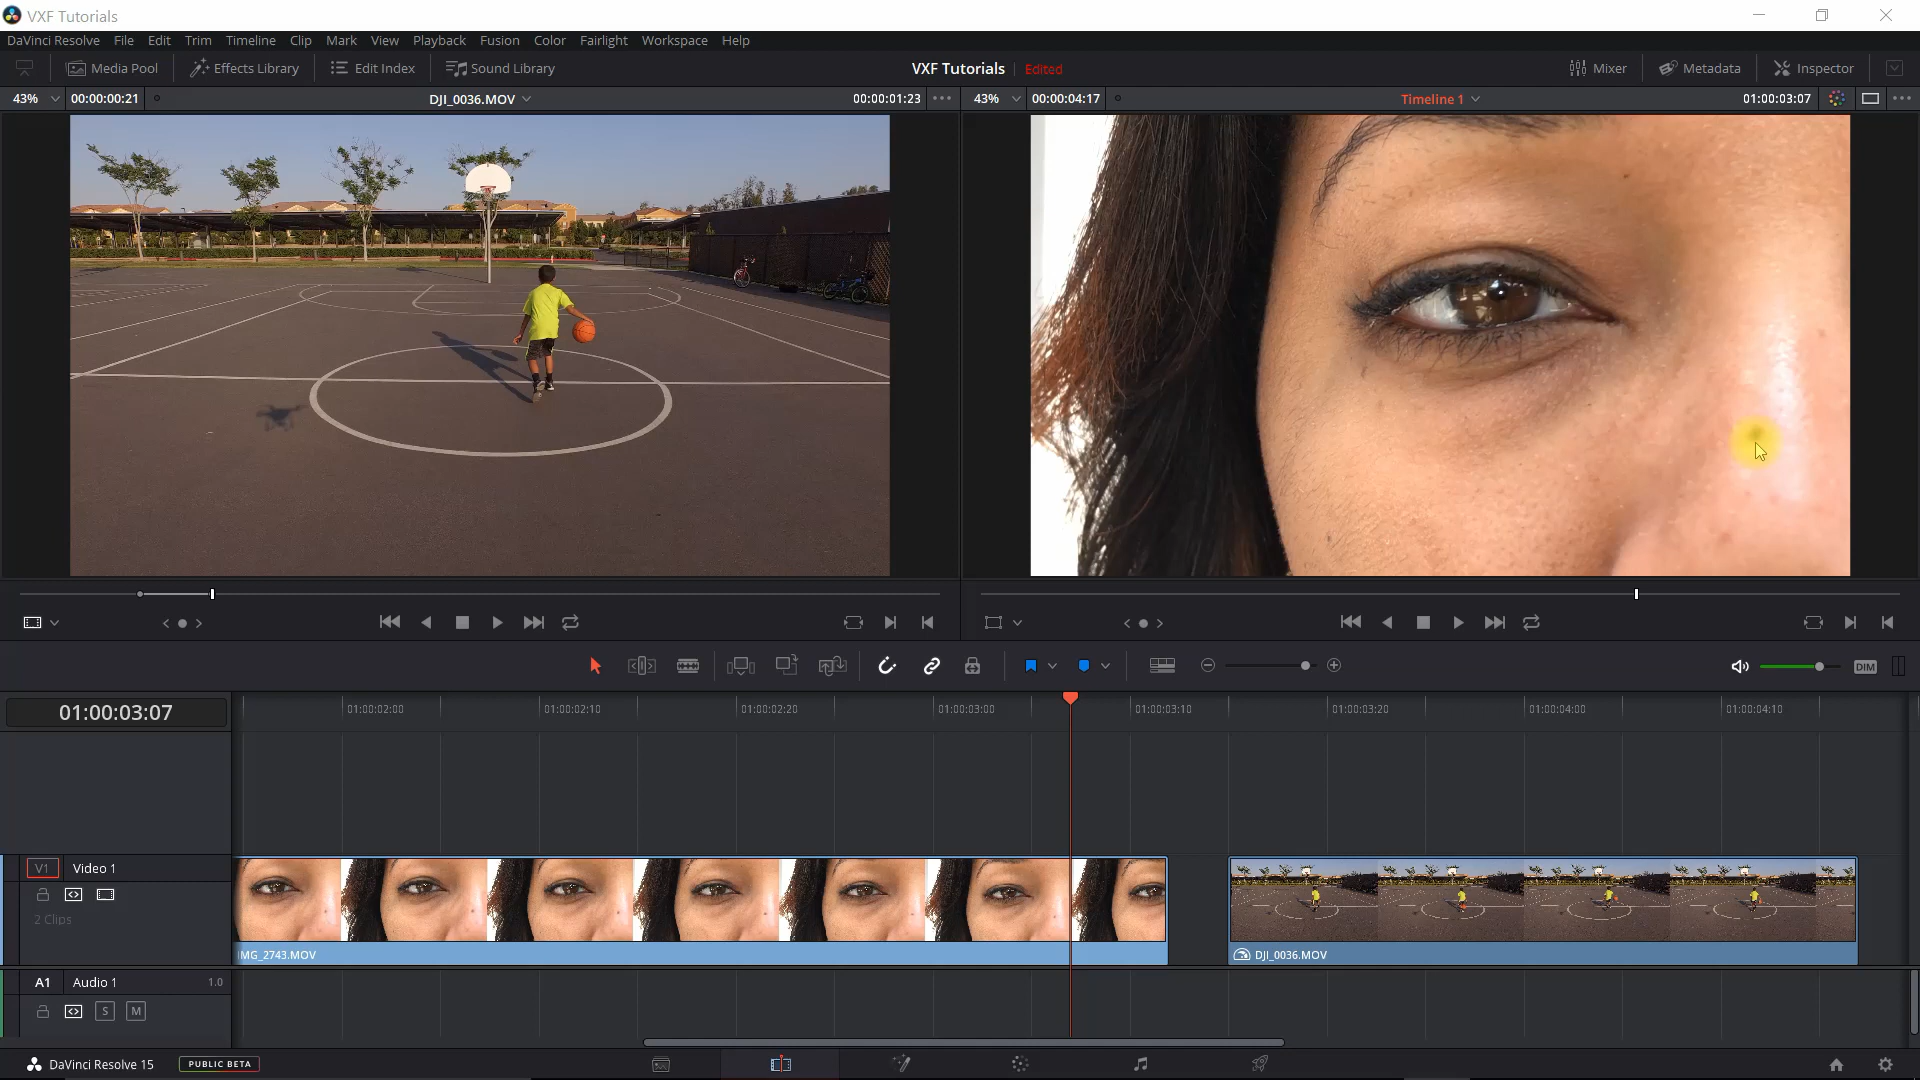 VXF Tutorials
DaVinci Resolve File Edit Trim Timeline Clip Mark View Playback Fusion Color Fairlight Workspace Help
Media Pool Effects Library Edit Index Sound Library VXF Tutorials Edited Mixer Metadata Inspector
43% 00:00:00:21 DJI_0036.MOV 00:00:01:23 43% 00:00:04:17 Timeline 1 01:00:03:07
DIM
01:00:03:07 01:00:02:00 01:00:02:10 01:00:02:20 01:00:03:00 01:00:03:10 01:00:03:20 01:00:04:00 01:00:04:10
V1 Video 1
2 Clips
IMG_2743.MOV DJI_0036.MOV
A1 Audio 1 1.0
S M
DaVinci Resolve 15 PUBLIC BETA